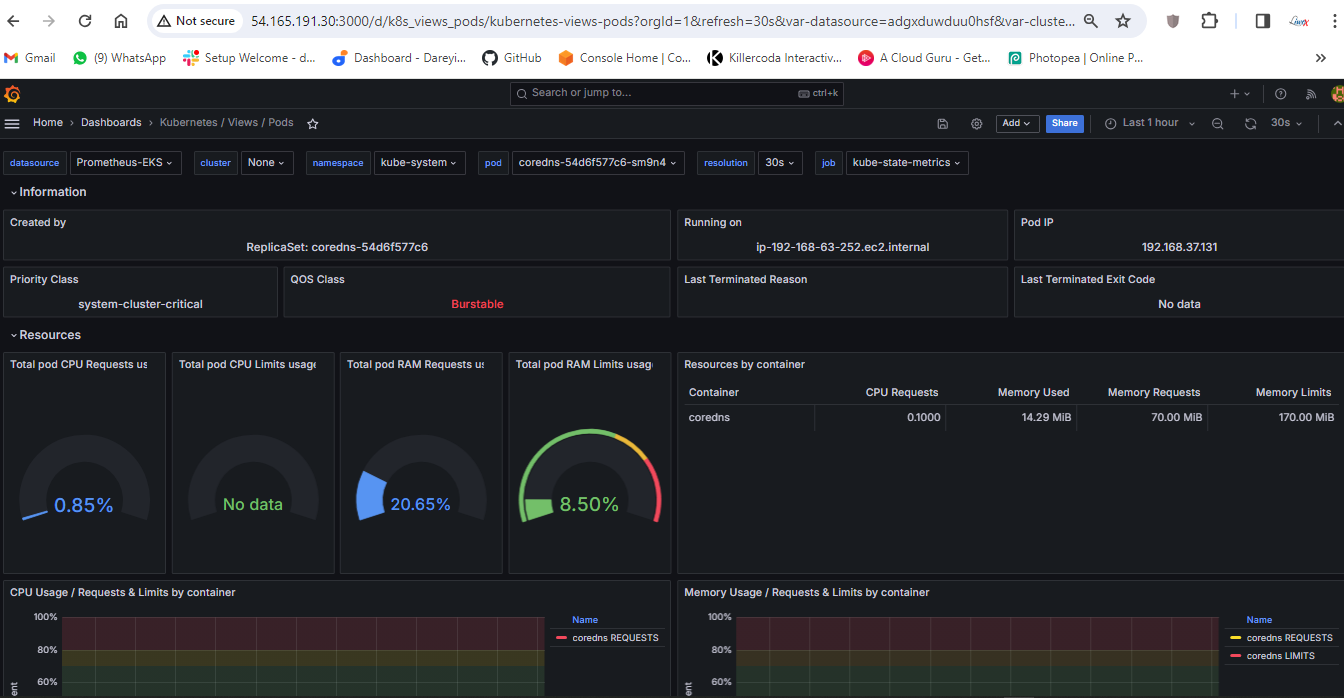 Not secure 54.165.191.30:3000/d/k8s_views_pods/kubernetes-views-pods?orgId=1&refresh=30s&var-datasource=adgxduwduu0hsf&var-cluste...
Gmail (9) WhatsApp Setup Welcome - d... Dashboard - Dareyi... GitHub Console Home | Co... Killercoda Interactiv... A Cloud Guru - Get... Photopea | Online P... »
Search or jump to... ctrl+k
Home › Dashboards › Kubernetes / Views / Pods Add Share Last 1 hour 30s
datasource Prometheus-EKS cluster None namespace kube-system pod coredns-54d6f577c6-sm9n4 resolution 30s job kube-state-metrics
Information
Created by Running on Pod IP
ReplicaSet: coredns-54d6f577c6 ip-192-168-63-252.ec2.internal 192.168.37.131
Priority Class QOS Class Last Terminated Reason Last Terminated Exit Code
system-cluster-critical Burstable No data
Resources
Total pod CPU Requests us Total pod CPU Limits usage Total pod RAM Requests us Total pod RAM Limits usag Resources by container
Container CPU Requests Memory Used Memory Requests Memory Limits
coredns 0.1000 14.29 MiB 70.00 MiB 170.00 MiB
0.85% No data 20.65% 8.50%
CPU Usage / Requests & Limits by container Memory Usage / Requests & Limits by container
100% Name 100% Name
coredns REQUESTS coredns REQUESTS
80% 80% coredns LIMITS
60% 60%
ent ent